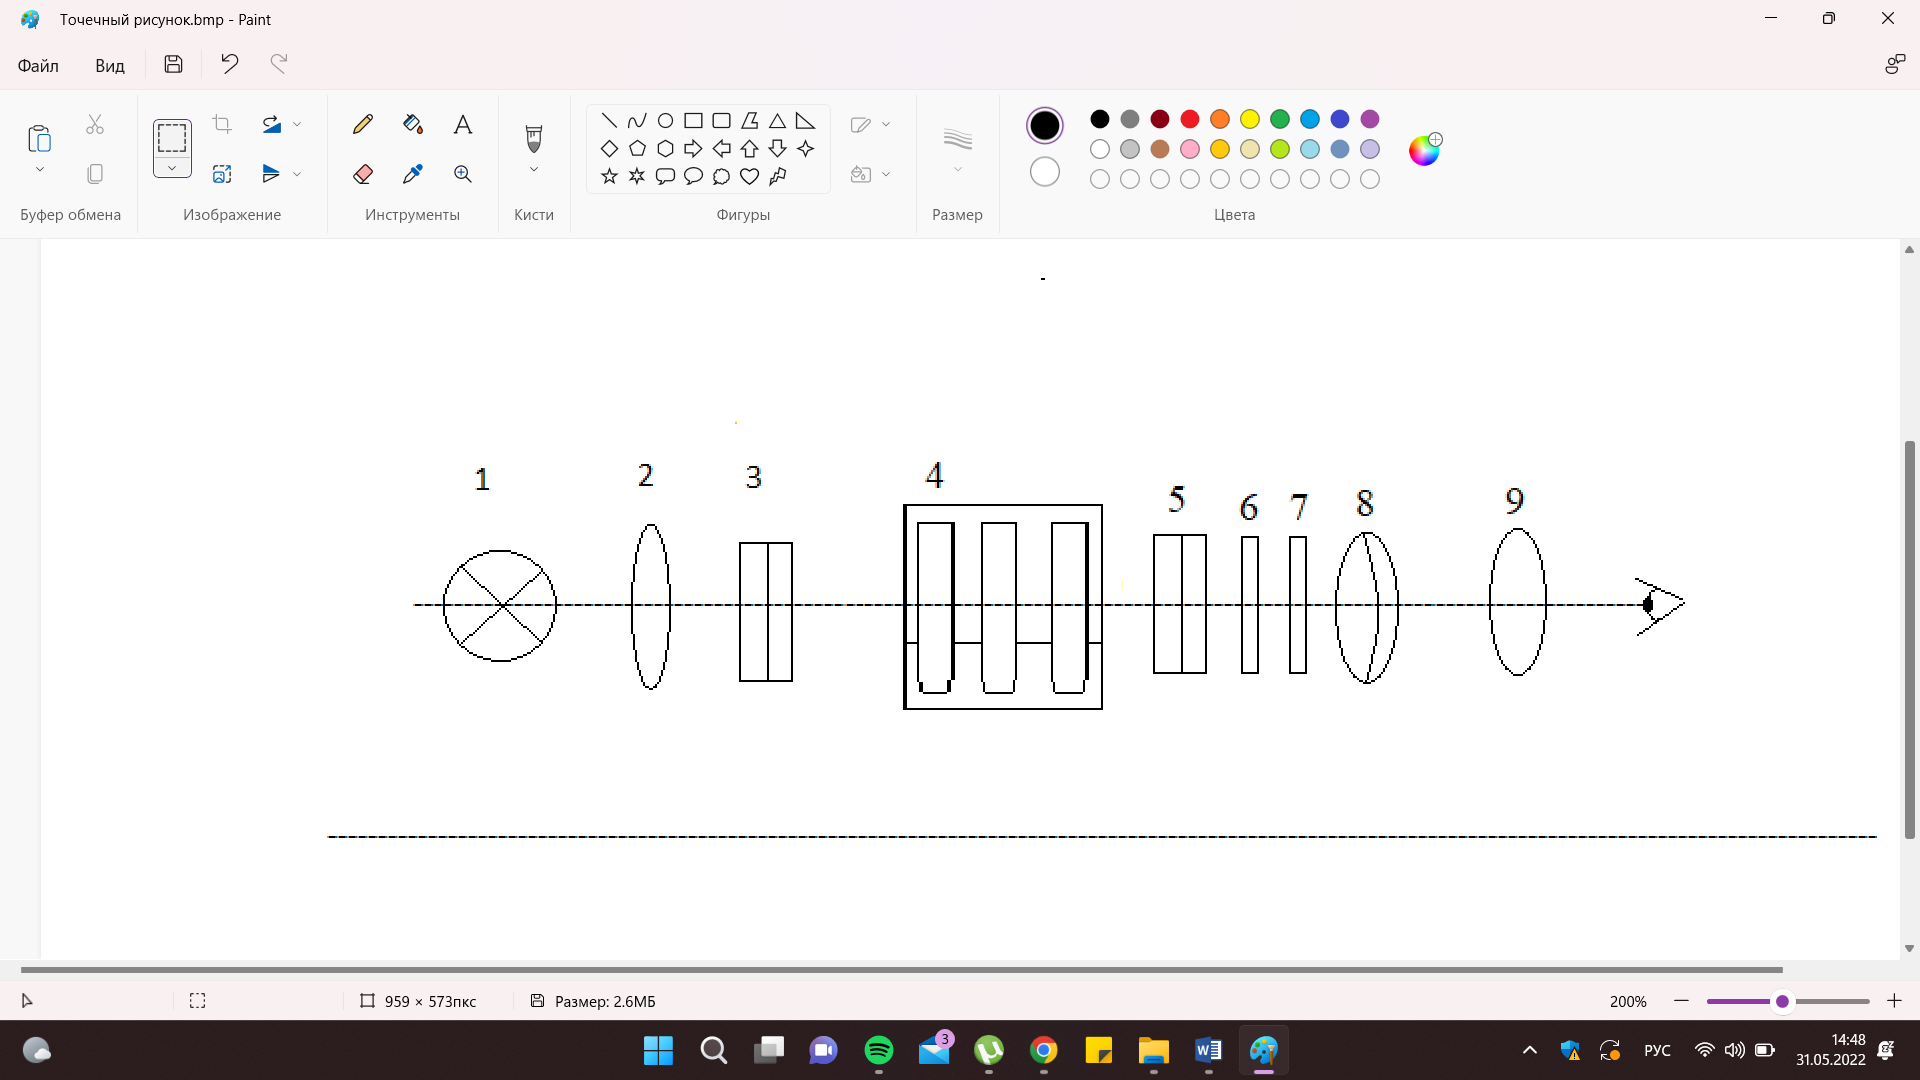 Точечный рисунок.bmp - Paint
Файл
Вид
Буфер обмена
Изображение
Инструменты
Кисти
Фигуры
Размер
Цвета
1
2
3
4
5
6
7
8
9
959 × 573пкс
Размер: 2.6МБ
200%
3
РУС
14:48
31.05.2022